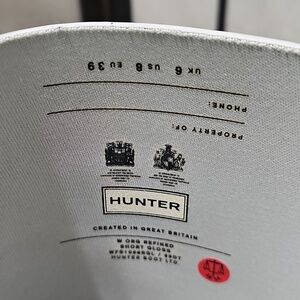 UK 6 US 8 EU 39
PHONE:
PROPERTY OF:
HUNTER
CREATED IN GREAT BRITAIN
W ORG REFINED
SHORT GLOSS
HUNTER BOOT LTD.